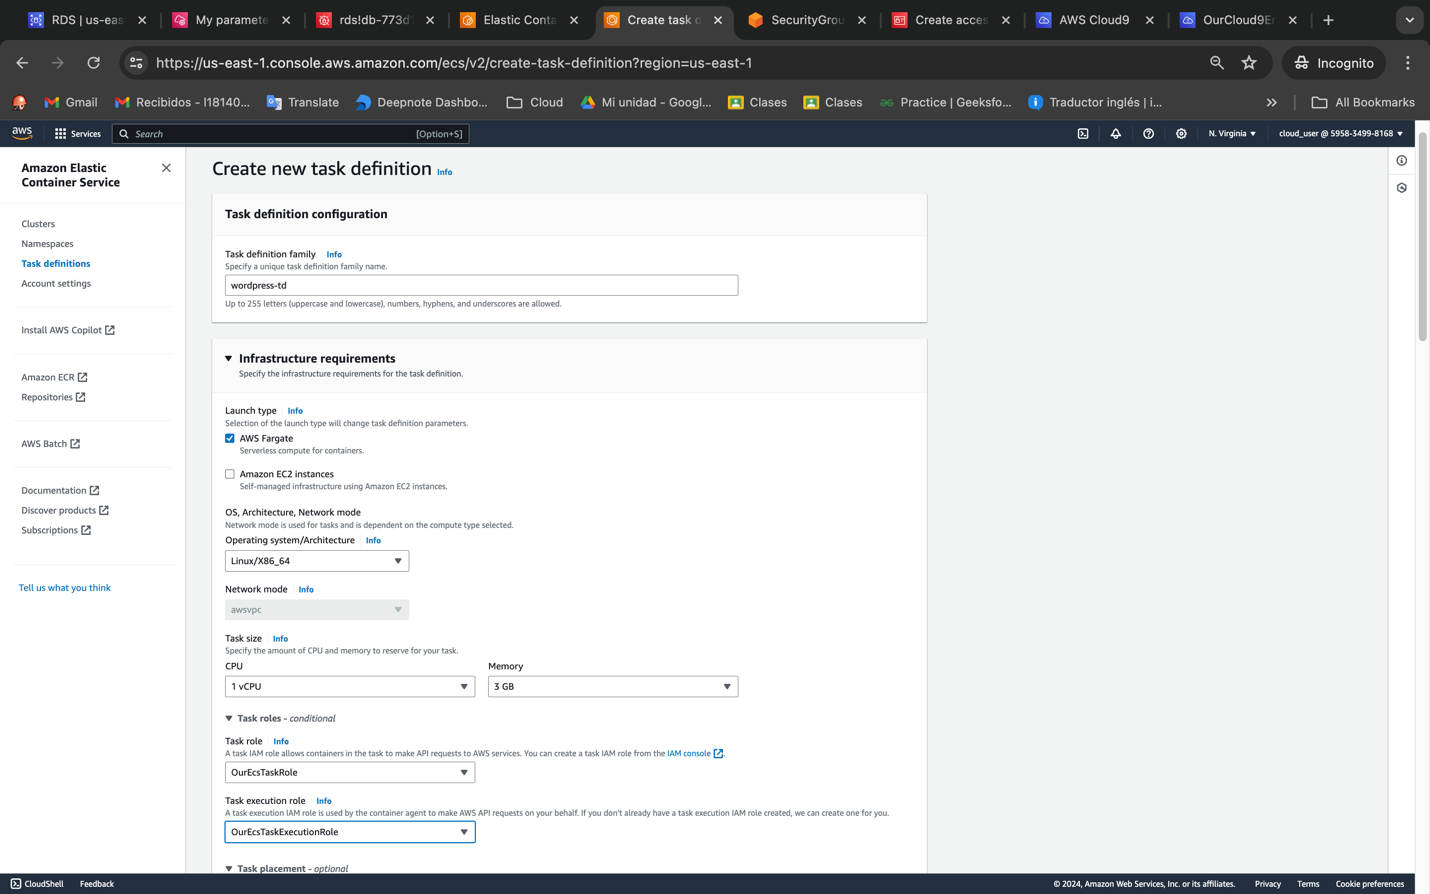 RDS | us-eas
My paramete
rds!db-773d
Elastic Conta
Create task d
SecurityGrou
Create acces
AWS Cloud9
OurCloud9En
https://us-east-1.console.aws.amazon.com/ecs/v2/create-task-definition?region=us-east-1
Incognito
Gmail
Recibidos - l18140...
Translate
Deepnote Dashbo...
Cloud
Mi unidad - Googl...
Clases
Clases
Practice | Geeksfo...
Traductor inglés | i...
All Bookmarks
aws
Services
Search
[Option+S]
N. Virginia
cloud_user @ 5958-3499-8168
Amazon Elastic
Container Service
Clusters
Namespaces
Task definitions
Account settings
Install AWS Copilot
Amazon ECR
Repositories
AWS Batch
Documentation
Discover products
Subscriptions
Tell us what you think
Create new task definition Info
Task definition configuration
Task definition family Info
Specify a unique task definition family name.
wordpress-td
Up to 255 letters (uppercase and lowercase), numbers, hyphens, and underscores are allowed.
Infrastructure requirements
Specify the infrastructure requirements for the task definition.
Launch type Info
Selection of the launch type will change task definition parameters.
AWS Fargate
Serverless compute for containers.
Amazon EC2 instances
Self-managed infrastructure using Amazon EC2 instances.
OS, Architecture, Network mode
Network mode is used for tasks and is dependent on the compute type selected.
Operating system/Architecture Info
Linux/X86_64
Network mode Info
awsvpc
Task size Info
Specify the amount of CPU and memory to reserve for your task.
CPU
Memory
1 vCPU
3 GB
Task roles - conditional
Task role Info
A task IAM role allows containers in the task to make API requests to AWS services. You can create a task IAM role from the IAM console.
OurEcsTaskRole
Task execution role Info
A task execution IAM role is used by the container agent to make AWS API requests on your behalf. If you don't already have a task execution IAM role created, we can create one for you.
OurEcsTaskExecutionRole
Task placement - optional
CloudShell
Feedback
© 2024, Amazon Web Services, Inc. or its affiliates.
Privacy
Terms
Cookie preferences